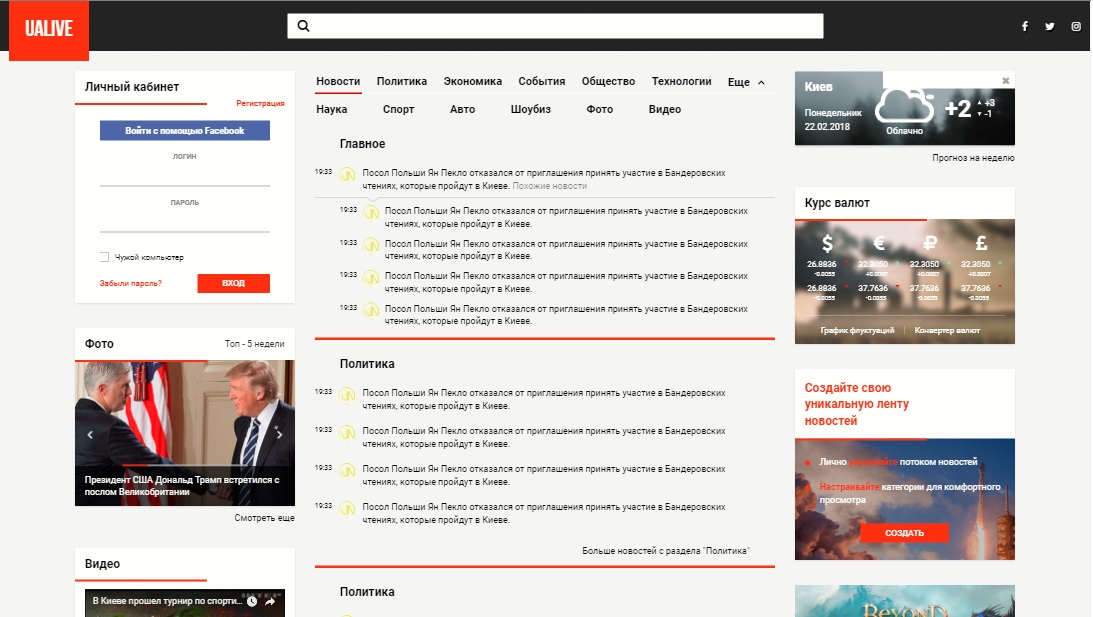 UALIVE
Личный кабинет
Регистрация
Войти с помощью Facebook
ЛОГИН
ПАРОЛЬ
Чужой компьютер
Забыли пароль?
ВХОД
Фото
Топ - 5 недели
Президент США Дональд Трамп встретился с
послом Великобритании
Смотреть еще
Видео
В Киеве прошел турнир по спорти...
Новости Политика Экономика События Общество Технологии Еще
Наука Спорт Авто Шоубиз Фото Видео
Главное
19:33 Посол Польши Ян Пекло отказался от приглашения принять участие в Бандеровских
чтениях, которые пройдут в Киеве. Похожие новости
19:33 Посол Польши Ян Пекло отказался от приглашения принять участие в Бандеровских
чтениях, которые пройдут в Киеве.
19:33 Посол Польши Ян Пекло отказался от приглашения принять участие в Бандеровских
чтениях, которые пройдут в Киеве.
19:33 Посол Польши Ян Пекло отказался от приглашения принять участие в Бандеровских
чтениях, которые пройдут в Киеве.
19:33 Посол Польши Ян Пекло отказался от приглашения принять участие в Бандеровских
чтениях, которые пройдут в Киеве.
Политика
19:33 Посол Польши Ян Пекло отказался от приглашения принять участие в Бандеровских
чтениях, которые пройдут в Киеве.
19:33 Посол Польши Ян Пекло отказался от приглашения принять участие в Бандеровских
чтениях, которые пройдут в Киеве.
19:33 Посол Польши Ян Пекло отказался от приглашения принять участие в Бандеровских
чтениях, которые пройдут в Киеве.
19:33 Посол Польши Ян Пекло отказался от приглашения принять участие в Бандеровских
чтениях, которые пройдут в Киеве.
Больше новостей с раздела "Политика"
Политика
Киев
Понедельник
22.02.2018
Облачно
+2
+3
-1
Прогноз на неделю
Курс валют
$ € ₽ £
26.8836 32.3050 32.3050 32.3050
-0.0055 +0.0007 +0.0007 +0.0007
26.8836 37.7636 37.7636 37.7636
-0.0055 -0.0055 -0.0055 -0.0055
График флуктуаций | Конвертер валют
Создайте свою
уникальную ленту
новостей
Лично потоком новостей
Настраивайте категории для комфортного
просмотра
СОЗДАТЬ
BEYOND